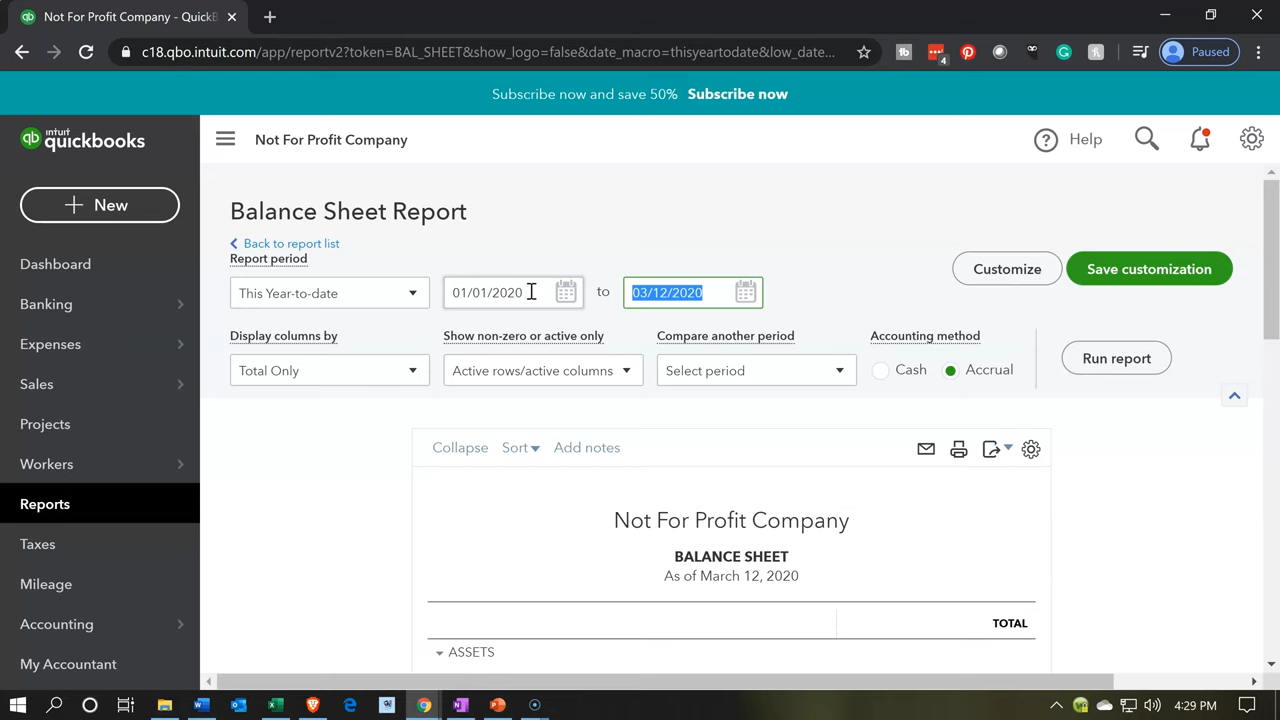 Not For Profit Company - QuickB
c18.qbo.intuit.com/app/reportv2?token=BAL_SHEET&show_logo=false&date_macro=thisyeartodate&low_date...
4
Paused
Subscribe now and save 50% Subscribe now
intuit
quickbooks
Not For Profit Company
Help
New
Dashboard
Banking
Expenses
Sales
Projects
Workers
Reports
Taxes
Mileage
Accounting
My Accountant
Balance Sheet Report
Back to report list
Report period
This Year-to-date
01/01/2020
to
03/12/2020
Customize
Save customization
Display columns by
Show non-zero or active only
Compare another period
Accounting method
Total Only
Active rows/active columns
Select period
Cash
Accrual
Run report
Collapse
Sort
Add notes
Not For Profit Company
BALANCE SHEET
As of March 12, 2020
TOTAL
ASSETS
4:29 PM